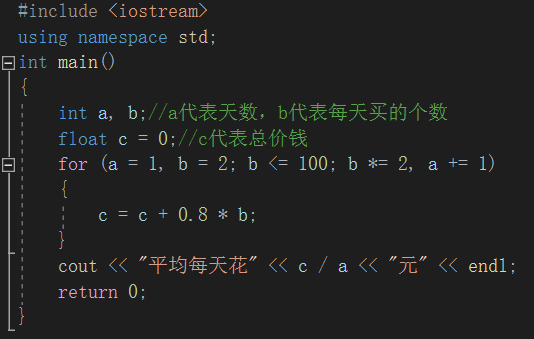 #include <iostream>
using namespace std;
int main()
{
int a, b;//a代表天数，b代表每天买的个数
float c = 0;//c代表总价钱
for (a = 1, b = 2; b <= 100; b *= 2, a += 1)
{
c = c + 0.8 * b;
}
cout << "平均每天花" << c / a << "元" << endl;
return 0;
}